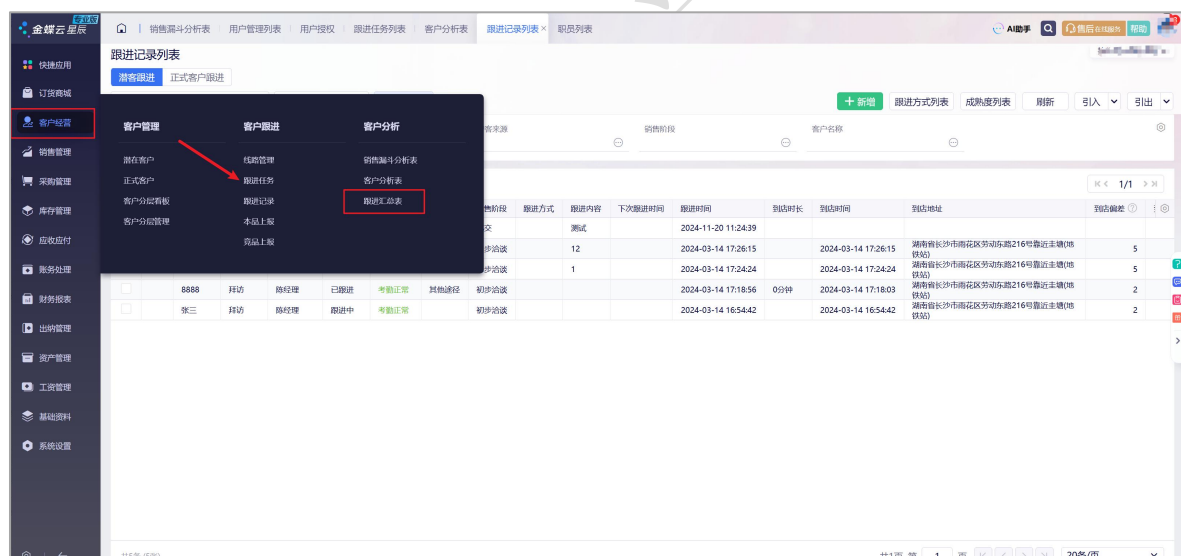 专业版
金蝶云星辰
销售漏斗分析表 用户管理列表 用户授权 跟进任务列表 客户分析表 跟进记录列表 × 职员列表
AI助手 售后在线服务 帮助
跟进记录列表
潜客跟进 正式客户跟进
快捷应用
订货商城
客户经营
销售管理
采购管理
库存管理
应收应付
账务处理
财务报表
出纳管理
资产管理
工资管理
基础资料
系统设置
+ 新增 跟进方式列表 成熟度列表 刷新 引入 引出
客户管理 客户跟进 客户分析
潜在客户 线路管理 销售漏斗分析表
正式客户 跟进任务 客户分析表
客户分层看板 跟进记录 跟进汇总表
客户分层管理 本品上报
竞品上报
客来源 销售阶段 客户名称
1/1
售阶段 跟进方式 跟进内容 下次跟进时间 跟进时间 到店时长 到店时间 到店地址 到店偏差
交 测试 2024-11-20 11:24:39
步洽谈 12 2024-03-14 17:26:15 2024-03-14 17:26:15 湖南省长沙市雨花区劳动东路216号靠近圭塘(地铁站) 5
步洽谈 1 2024-03-14 17:24:24 2024-03-14 17:24:24 湖南省长沙市雨花区劳动东路216号靠近圭塘(地铁站) 5
8888 拜访 陈经理 已跟进 考勤正常 其他途径 初步洽谈 2024-03-14 17:18:56 0分钟 2024-03-14 17:18:03 湖南省长沙市雨花区劳动东路216号靠近圭塘(地铁站) 2
张三 拜访 陈经理 跟进中 考勤正常 初步洽谈 2024-03-14 16:54:42 2024-03-14 16:54:42 湖南省长沙市雨花区劳动东路216号靠近圭塘(地铁站) 2
共1页 第 1 页 20条/页